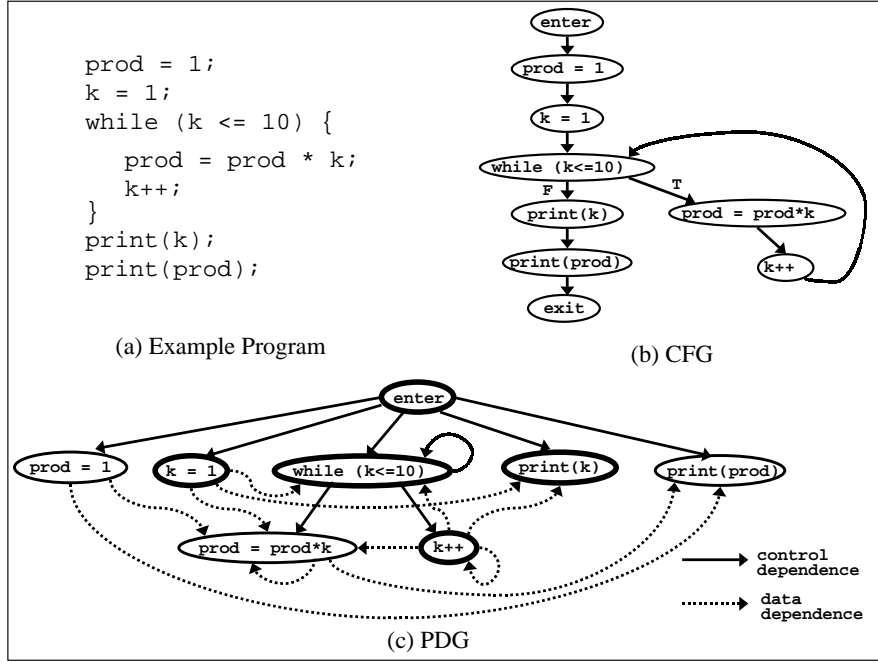 prod = 1;
k = 1;
while (k <= 10) {
prod = prod * k;
k++;
}
print(k);
print(prod);
(a) Example Program
enter
prod = 1
k = 1
while (k<=10)
F
T
print(k)
prod = prod*k
print(prod)
k++
exit
(b) CFG
enter
prod = 1
k = 1
while (k<=10)
print(k)
print(prod)
prod = prod*k
k++
control
dependence
data
dependence
(c) PDG